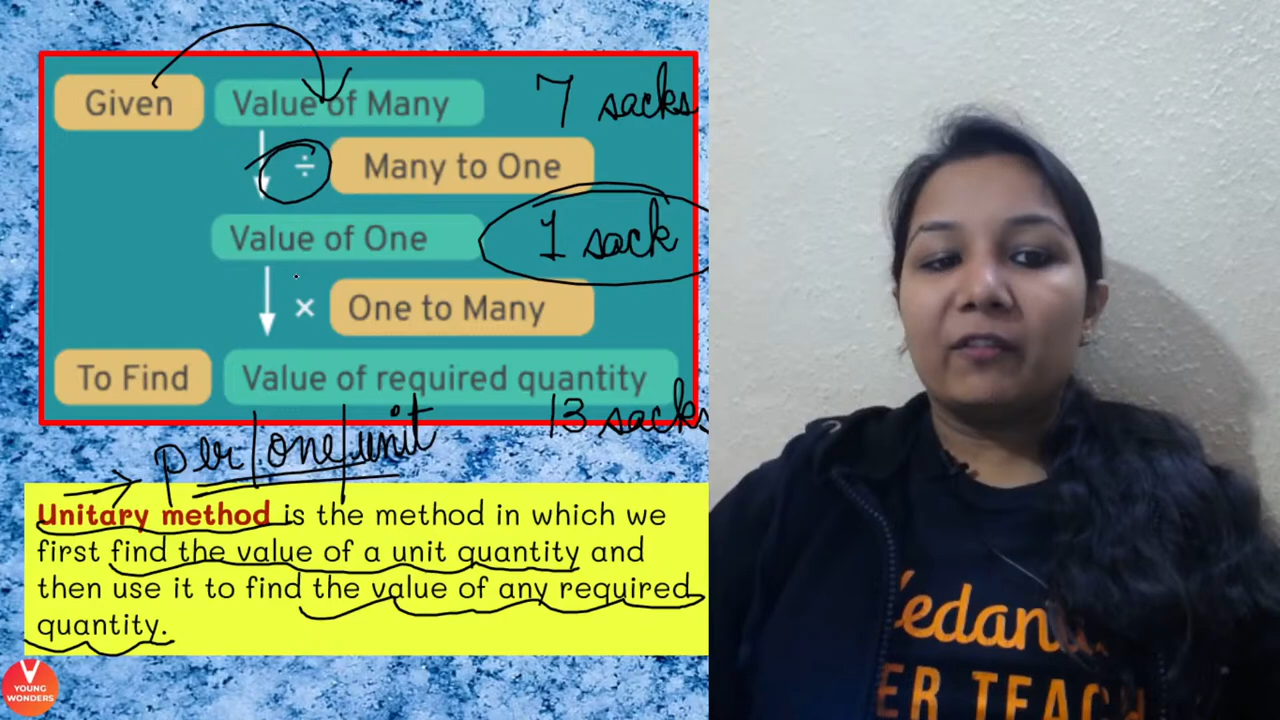 Given Value of Many 7 sacks
÷ Many to One
Value of One 1 sack
× One to Many
To Find Value of required quantity
13 sacks
per/one/unit
Unitary method is the method in which we
first find the value of a unit quantity and
then use it to find the value of any required
quantity.
V
YOUNG
WONDERS
Vedantu
ER TEACH